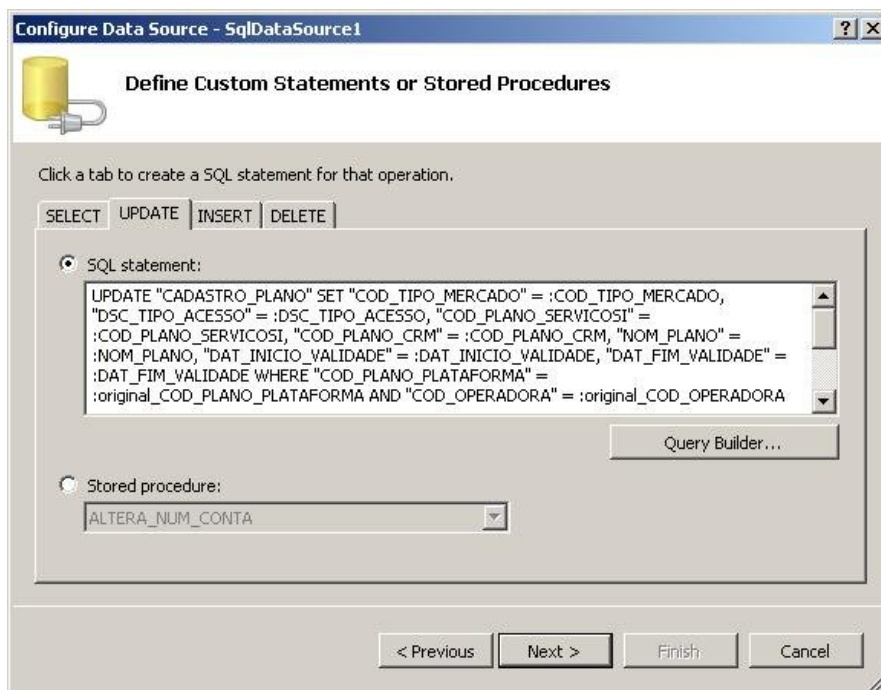 Configure Data Source - SqlDataSource1
Define Custom Statements or Stored Procedures
Click a tab to create a SQL statement for that operation.
SELECT UPDATE INSERT DELETE
SQL statement:
UPDATE "CADASTRO_PLANO" SET "COD_TIPO_MERCADO" = :COD_TIPO_MERCADO,
"DSC_TIPO_ACESSO" = :DSC_TIPO_ACESSO, "COD_PLANO_SERVICOSI" =
:COD_PLANO_SERVICOSI, "COD_PLANO_CRM" = :COD_PLANO_CRM, "NOM_PLANO" =
:NOM_PLANO, "DAT_INICIO_VALIDADE" = :DAT_INICIO_VALIDADE, "DAT_FIM_VALIDADE" =
:DAT_FIM_VALIDADE WHERE "COD_PLANO_PLATAFORMA" =
:original_COD_PLANO_PLATAFORMA AND "COD_OPERADORA" = :original_COD_OPERADORA
Query Builder...
Stored procedure:
ALTERA_NUM_CONTA
< Previous Next > Finish Cancel